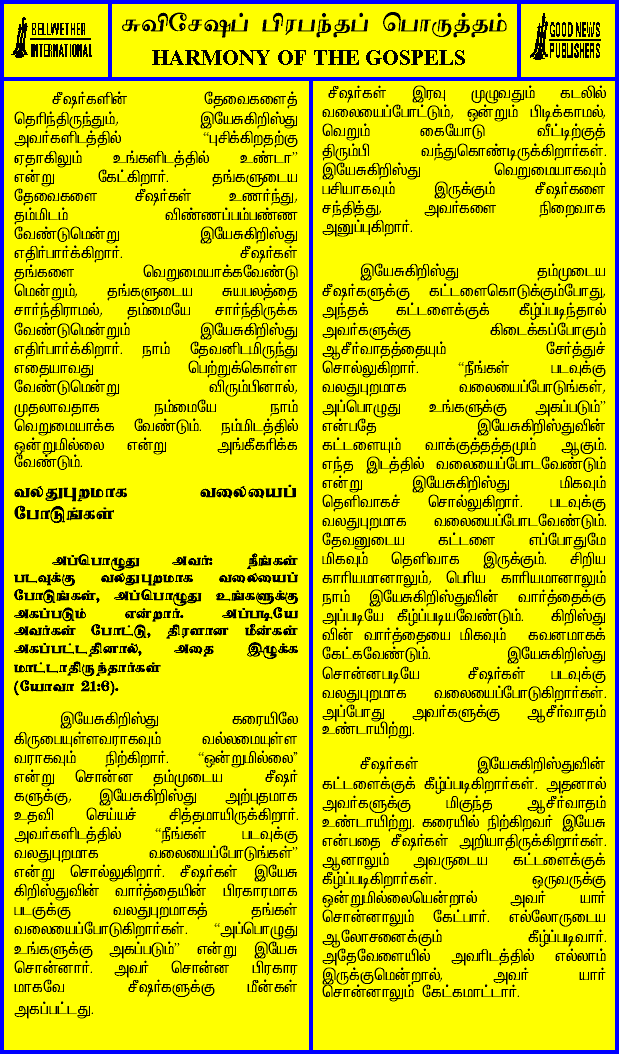 BELLWETHER
INTERNATIONAL
சுவிசேஷப் பிரபந்தப் பொருத்தம்
HARMONY OF THE GOSPELS
GOOD NEWS
PUBLISHERS
சீஷர்களின் தேவைகளைத்
தெரிந்திருந்தும், இயேசுகிறிஸ்து
அவர்களிடத்தில் “புசிக்கிறதற்கு
ஏதாகிலும் உங்களிடத்தில் உண்டா”
என்று கேட்கிறார். தங்களுடைய
தேவைகளை சீஷர்கள் உணர்ந்து,
தம்மிடம் விண்ணப்பம்பண்ண
வேண்டுமென்று இயேசுகிறிஸ்து
எதிர்பார்க்கிறார். சீஷர்கள்
தங்களை வெறுமையாக்கவேண்டு
மென்றும், தங்களுடைய சுயபலத்தை
சார்ந்திராமல், தம்மையே சார்ந்திருக்க
வேண்டுமென்றும் இயேசுகிறிஸ்து
எதிர்பார்க்கிறார். நாம் தேவனிடமிருந்து
எதையாவது பெற்றுக்கொள்ள
வேண்டுமென்று விரும்பினால்,
முதலாவதாக நம்மையே நாம்
வெறுமையாக்க வேண்டும். நம்மிடத்தில்
ஒன்றுமில்லை என்று அங்கீகரிக்க
வேண்டும்.
வலதுபுறமாக வலையைப்
போடுங்கள்
அப்பொழுது அவர்: நீங்கள்
படவுக்கு வலதுபுறமாக வலையைப்
போடுங்கள், அப்பொழுது உங்களுக்கு
அகப்படும் என்றார். அப்படியே
அவர்கள் போட்டு, திரளான மீன்கள்
அகப்பட்டதினால், அதை இழுக்க
மாட்டாதிருந்தார்கள்
(யோவா 21:6).
இயேசுகிறிஸ்து கரையிலே
கிருபையுள்ளவராகவும் வல்லமையுள்ள
வராகவும் நிற்கிறார். “ஒன்றுமில்லை”
என்று சொன்ன தம்முடைய சீஷர்
களுக்கு, இயேசுகிறிஸ்து அற்புதமாக
உதவி செய்யச் சித்தமாயிருக்கிறார்.
அவர்களிடத்தில் “நீங்கள் படவுக்கு
வலதுபுறமாக வலையைப்போடுங்கள்”
என்று சொல்லுகிறார். சீஷர்கள் இயேசு
கிறிஸ்துவின் வார்த்தையின் பிரகாரமாக
படகுக்கு வலதுபுறமாகத் தங்கள்
வலையைப்போடுகிறார்கள். “அப்பொழுது
உங்களுக்கு அகப்படும்” என்று இயேசு
சொன்னார். அவர் சொன்ன பிரகார
மாகவே சீஷர்களுக்கு மீன்கள்
அகப்பட்டது.
சீஷர்கள் இரவு முழுவதும் கடலில்
வலையைப்போட்டும், ஒன்றும் பிடிக்காமல்,
வெறும் கையோடு வீட்டிற்குத்
திரும்பி வந்துகொண்டிருக்கிறார்கள்.
இயேசுகிறிஸ்து வெறுமையாகவும்
பசியாகவும் இருக்கும் சீஷர்களை
சந்தித்து, அவர்களை நிறைவாக
அனுப்புகிறார்.
இயேசுகிறிஸ்து தம்முடைய
சீஷர்களுக்கு கட்டளைகொடுக்கும்போது,
அந்தக் கட்டளைக்குக் கீழ்ப்படிந்தால்
அவர்களுக்கு கிடைக்கப்போகும்
ஆசீர்வாதத்தையும் சேர்த்துச்
சொல்லுகிறார். “நீங்கள் படவுக்கு
வலதுபுறமாக வலையைப்போடுங்கள்,
அப்பொழுது உங்களுக்கு அகப்படும்”
என்பதே இயேசுகிறிஸ்துவின்
கட்டளையும் வாக்குத்தத்தமும் ஆகும்.
எந்த இடத்தில் வலையைப்போடவேண்டும்
என்று இயேசுகிறிஸ்து மிகவும்
தெளிவாகச் சொல்லுகிறார். படவுக்கு
வலதுபுறமாக வலையைப்போடவேண்டும்.
தேவனுடைய கட்டளை எப்போதுமே
மிகவும் தெளிவாக இருக்கும். சிறிய
காரியமானாலும், பெரிய காரியமானாலும்
நாம் இயேசுகிறிஸ்துவின் வார்த்தைக்கு
அப்படியே கீழ்ப்படியவேண்டும். கிறிஸ்து
வின் வார்த்தையை மிகவும் கவனமாகக்
கேட்கவேண்டும். இயேசுகிறிஸ்து
சொன்னபடியே சீஷர்கள் படவுக்கு
வலதுபுறமாக வலையைப்போடுகிறார்கள்.
அப்போது அவர்களுக்கு ஆசீர்வாதம்
உண்டாயிற்று.
சீஷர்கள் இயேசுகிறிஸ்துவின்
கட்டளைக்குக் கீழ்ப்படிகிறார்கள். அதனால்
அவர்களுக்கு மிகுந்த ஆசீர்வாதம்
உண்டாயிற்று. கரையில் நிற்கிறவர் இயேசு
என்பதை சீஷர்கள் அறியாதிருக்கிறார்கள்.
ஆனாலும் அவருடைய கட்டளைக்குக்
கீழ்ப்படிகிறார்கள். ஒருவருக்கு
ஒன்றுமில்லையென்றால் அவர் யார்
சொன்னாலும் கேட்பார். எல்லோருடைய
ஆலோசனைக்கும் கீழ்ப்படிவார்.
அதேவேளையில் அவரிடத்தில் எல்லாம்
இருக்குமென்றால், அவர் யார்
சொன்னாலும் கேட்கமாட்டார்.